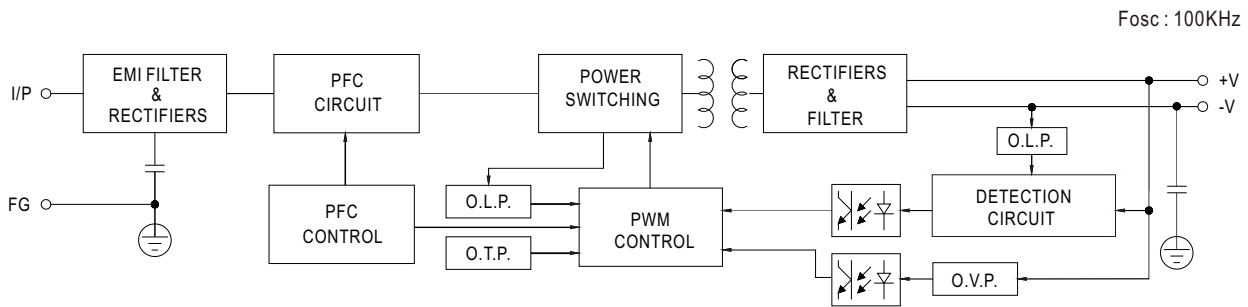 Fosc : 100KHz
EMI FILTER
&
RECTIFIERS
PFC
CIRCUIT
POWER
SWITCHING
RECTIFIERS
&
FILTER
I/P
+V
-V
O.L.P.
FG
PFC
CONTROL
O.L.P.
O.T.P.
PWM
CONTROL
DETECTION
CIRCUIT
O.V.P.